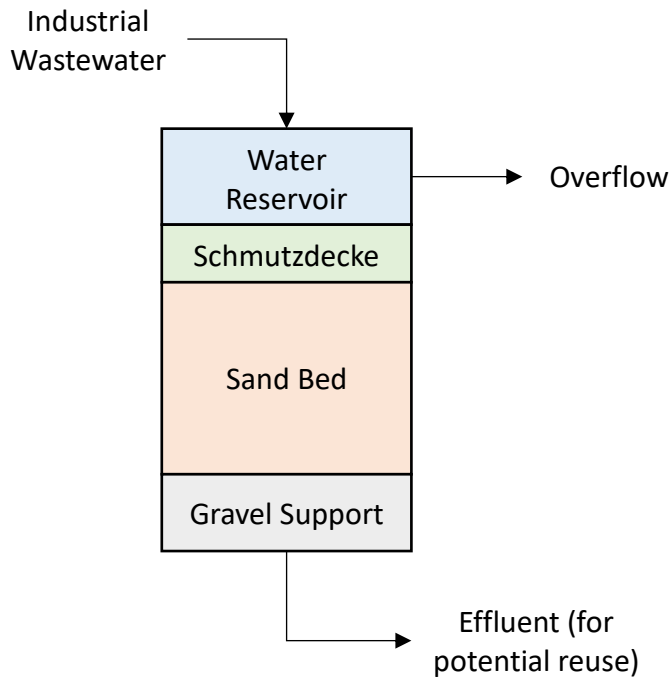 Industrial
Wastewater
Water
Reservoir
Overflow
Schmutzdecke
Sand Bed
Gravel Support
Effluent (for
potential reuse)